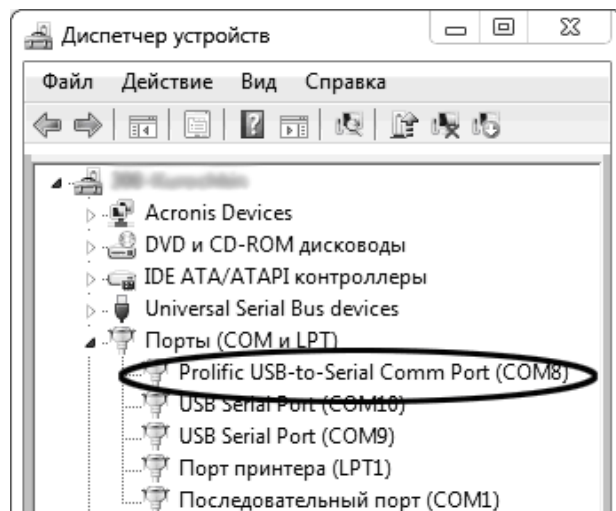 Диспетчер устройств
Файл Действие Вид Справка
Acronis Devices
DVD и CD-ROM дисководы
IDE ATA/ATAPI контроллеры
Universal Serial Bus devices
Порты (COM и LPT)
Prolific USB-to-Serial Comm Port (COM8)
USB Serial Port (COM10)
USB Serial Port (COM9)
Порт принтера (LPT1)
Последовательный порт (COM1)